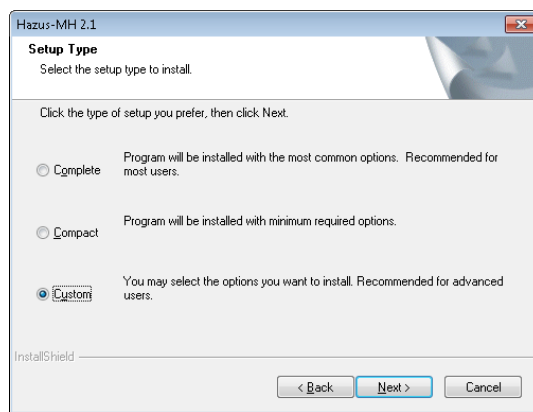 Hazus-MH 2.1
Setup Type
Select the setup type to install.
Click the type of setup you prefer, then click Next.
Complete
Program will be installed with the most common options. Recommended for
most users.
Compact
Program will be installed with minimum required options.
Custom
You may select the options you want to install. Recommended for advanced
users.
InstallShield
< Back
Next >
Cancel